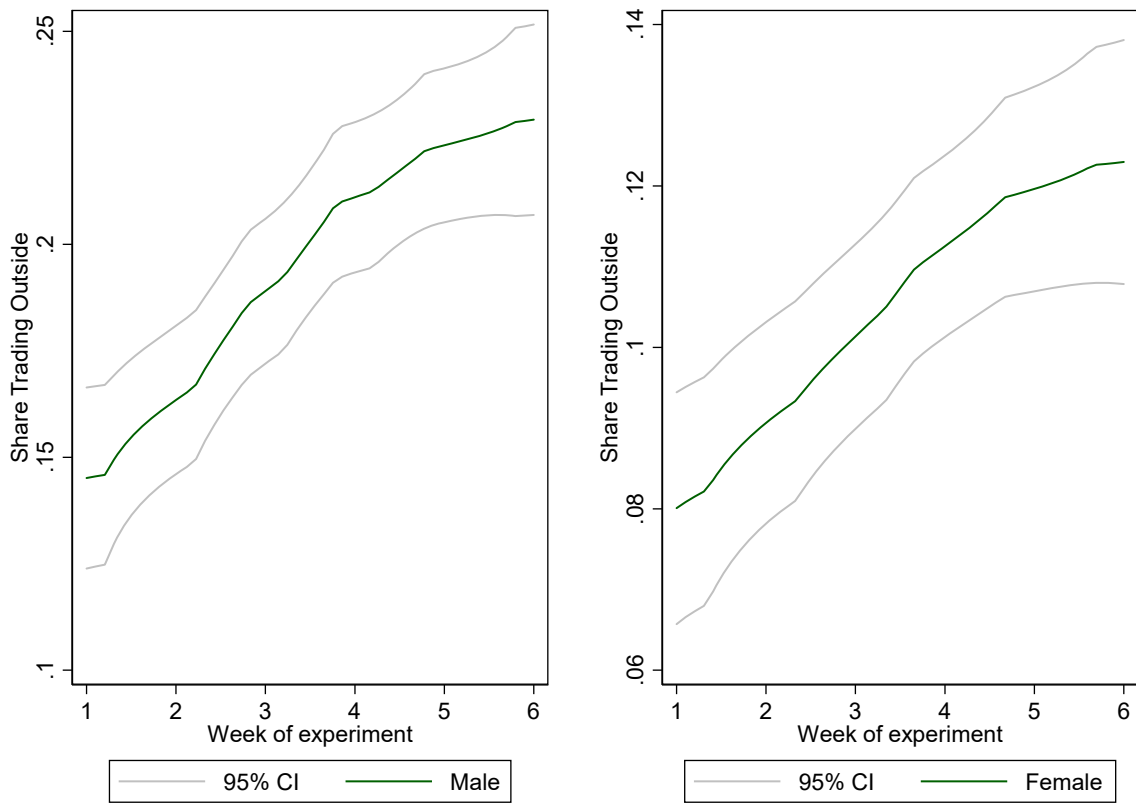 Share Trading Outside
.25
.2
.15
.1
1 2 3 4 5 6
Week of experiment
95% CI Male
Share Trading Outside
.14
.12
.1
.08
.06
1 2 3 4 5 6
Week of experiment
95% CI Female